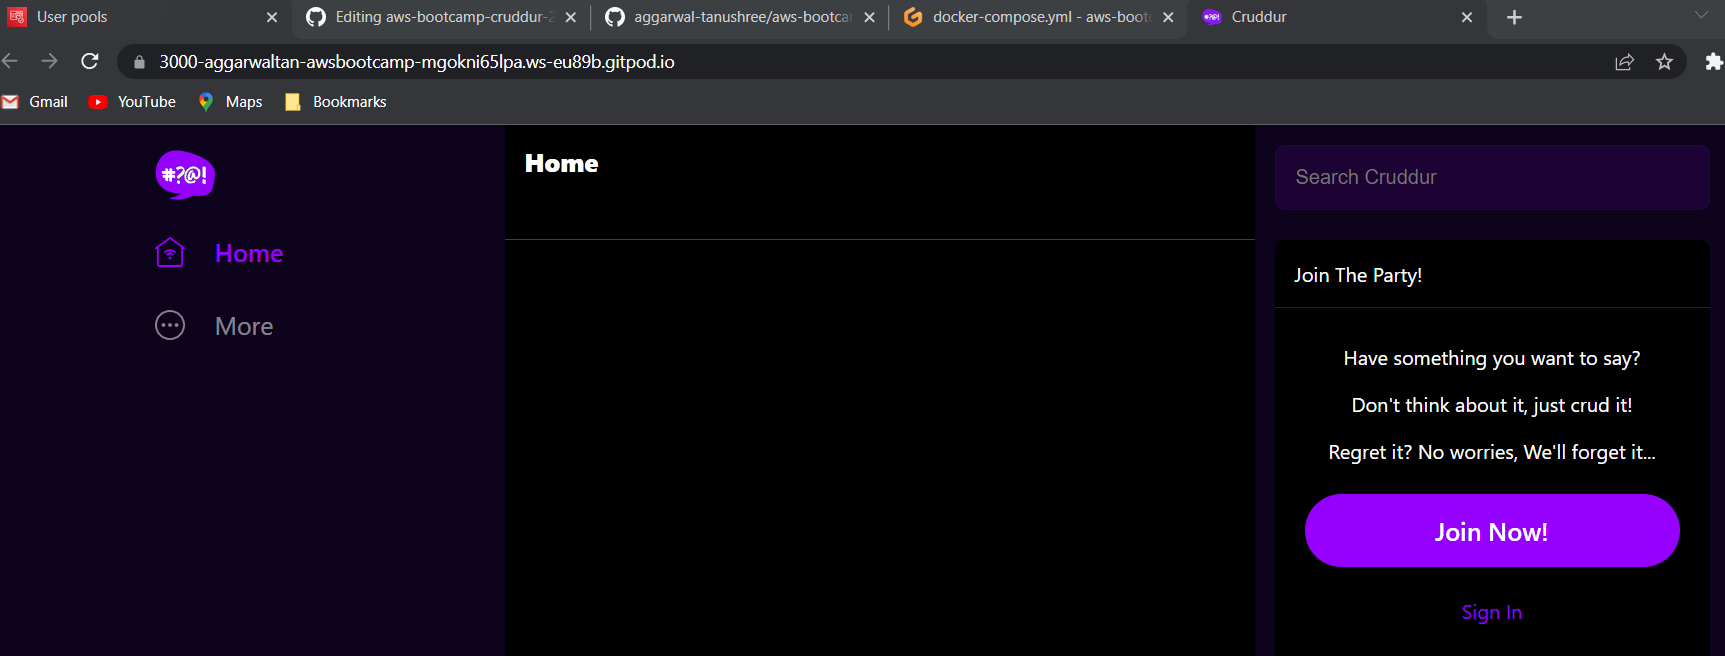 User pools
Editing aws-bootcamp-cruddur-2
aggarwal-tanushree/aws-bootcar
docker-compose.yml - aws-boot
Cruddur
3000-aggarwaltan-awsbootcamp-mgokni65lpa.ws-eu89b.gitpod.io
Gmail
YouTube
Maps
Bookmarks
#?@!
Home
More
Home
Search Cruddur
Join The Party!
Have something you want to say?
Don't think about it, just crud it!
Regret it? No worries, We'll forget it...
Join Now!
Sign In